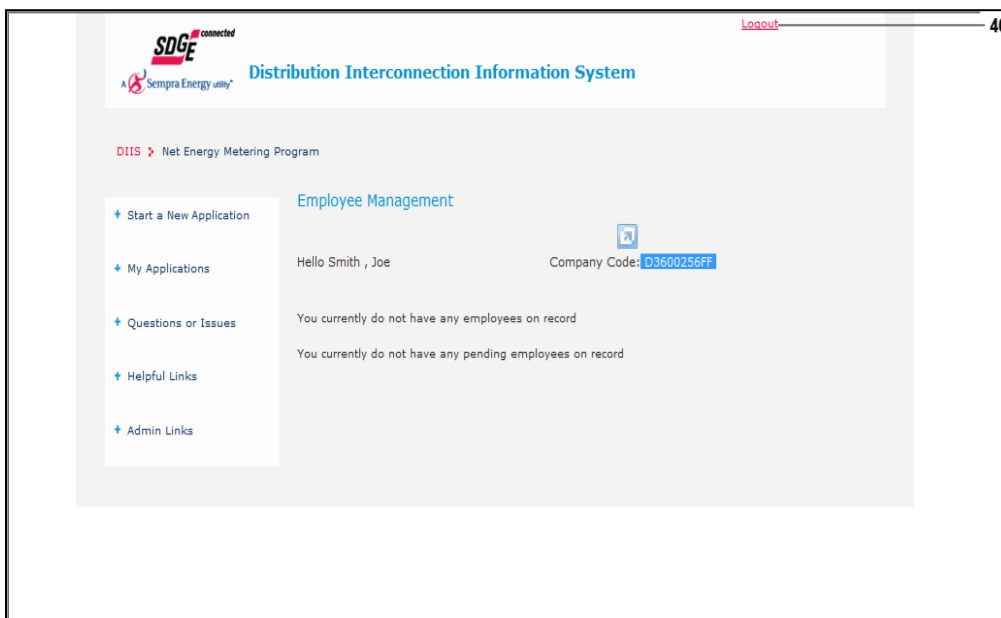 Logout
40
connected
SDGE
A Sempra Energy utility
Distribution Interconnection Information System
DIIS Net Energy Metering Program
Employee Management
+ Start a New Application
Hello Smith , Joe Company Code: D3600256FF
+ My Applications
You currently do not have any employees on record
+ Questions or Issues
You currently do not have any pending employees on record
+ Helpful Links
+ Admin Links